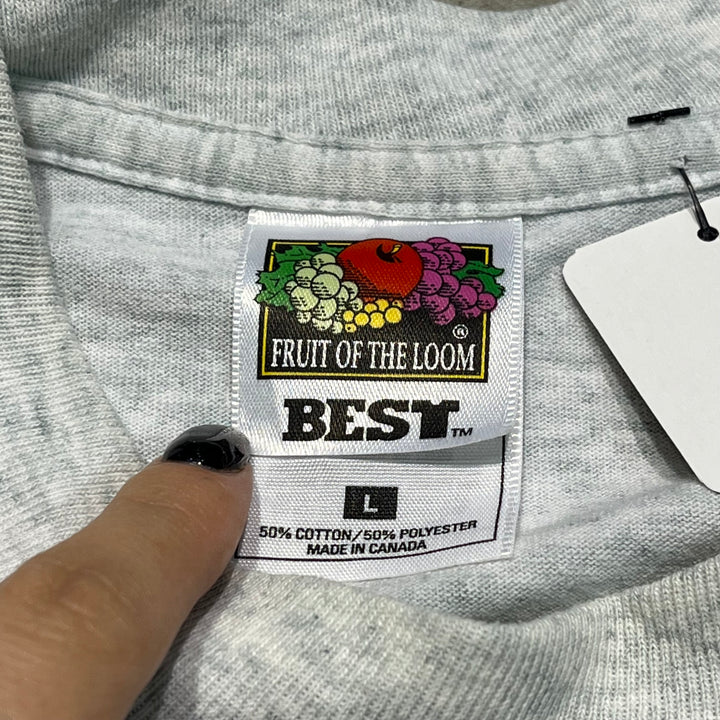 ®
FRUIT OF THE LOOM
BEST™
L
50% COTTON/50% POLYESTER
MADE IN CANADA